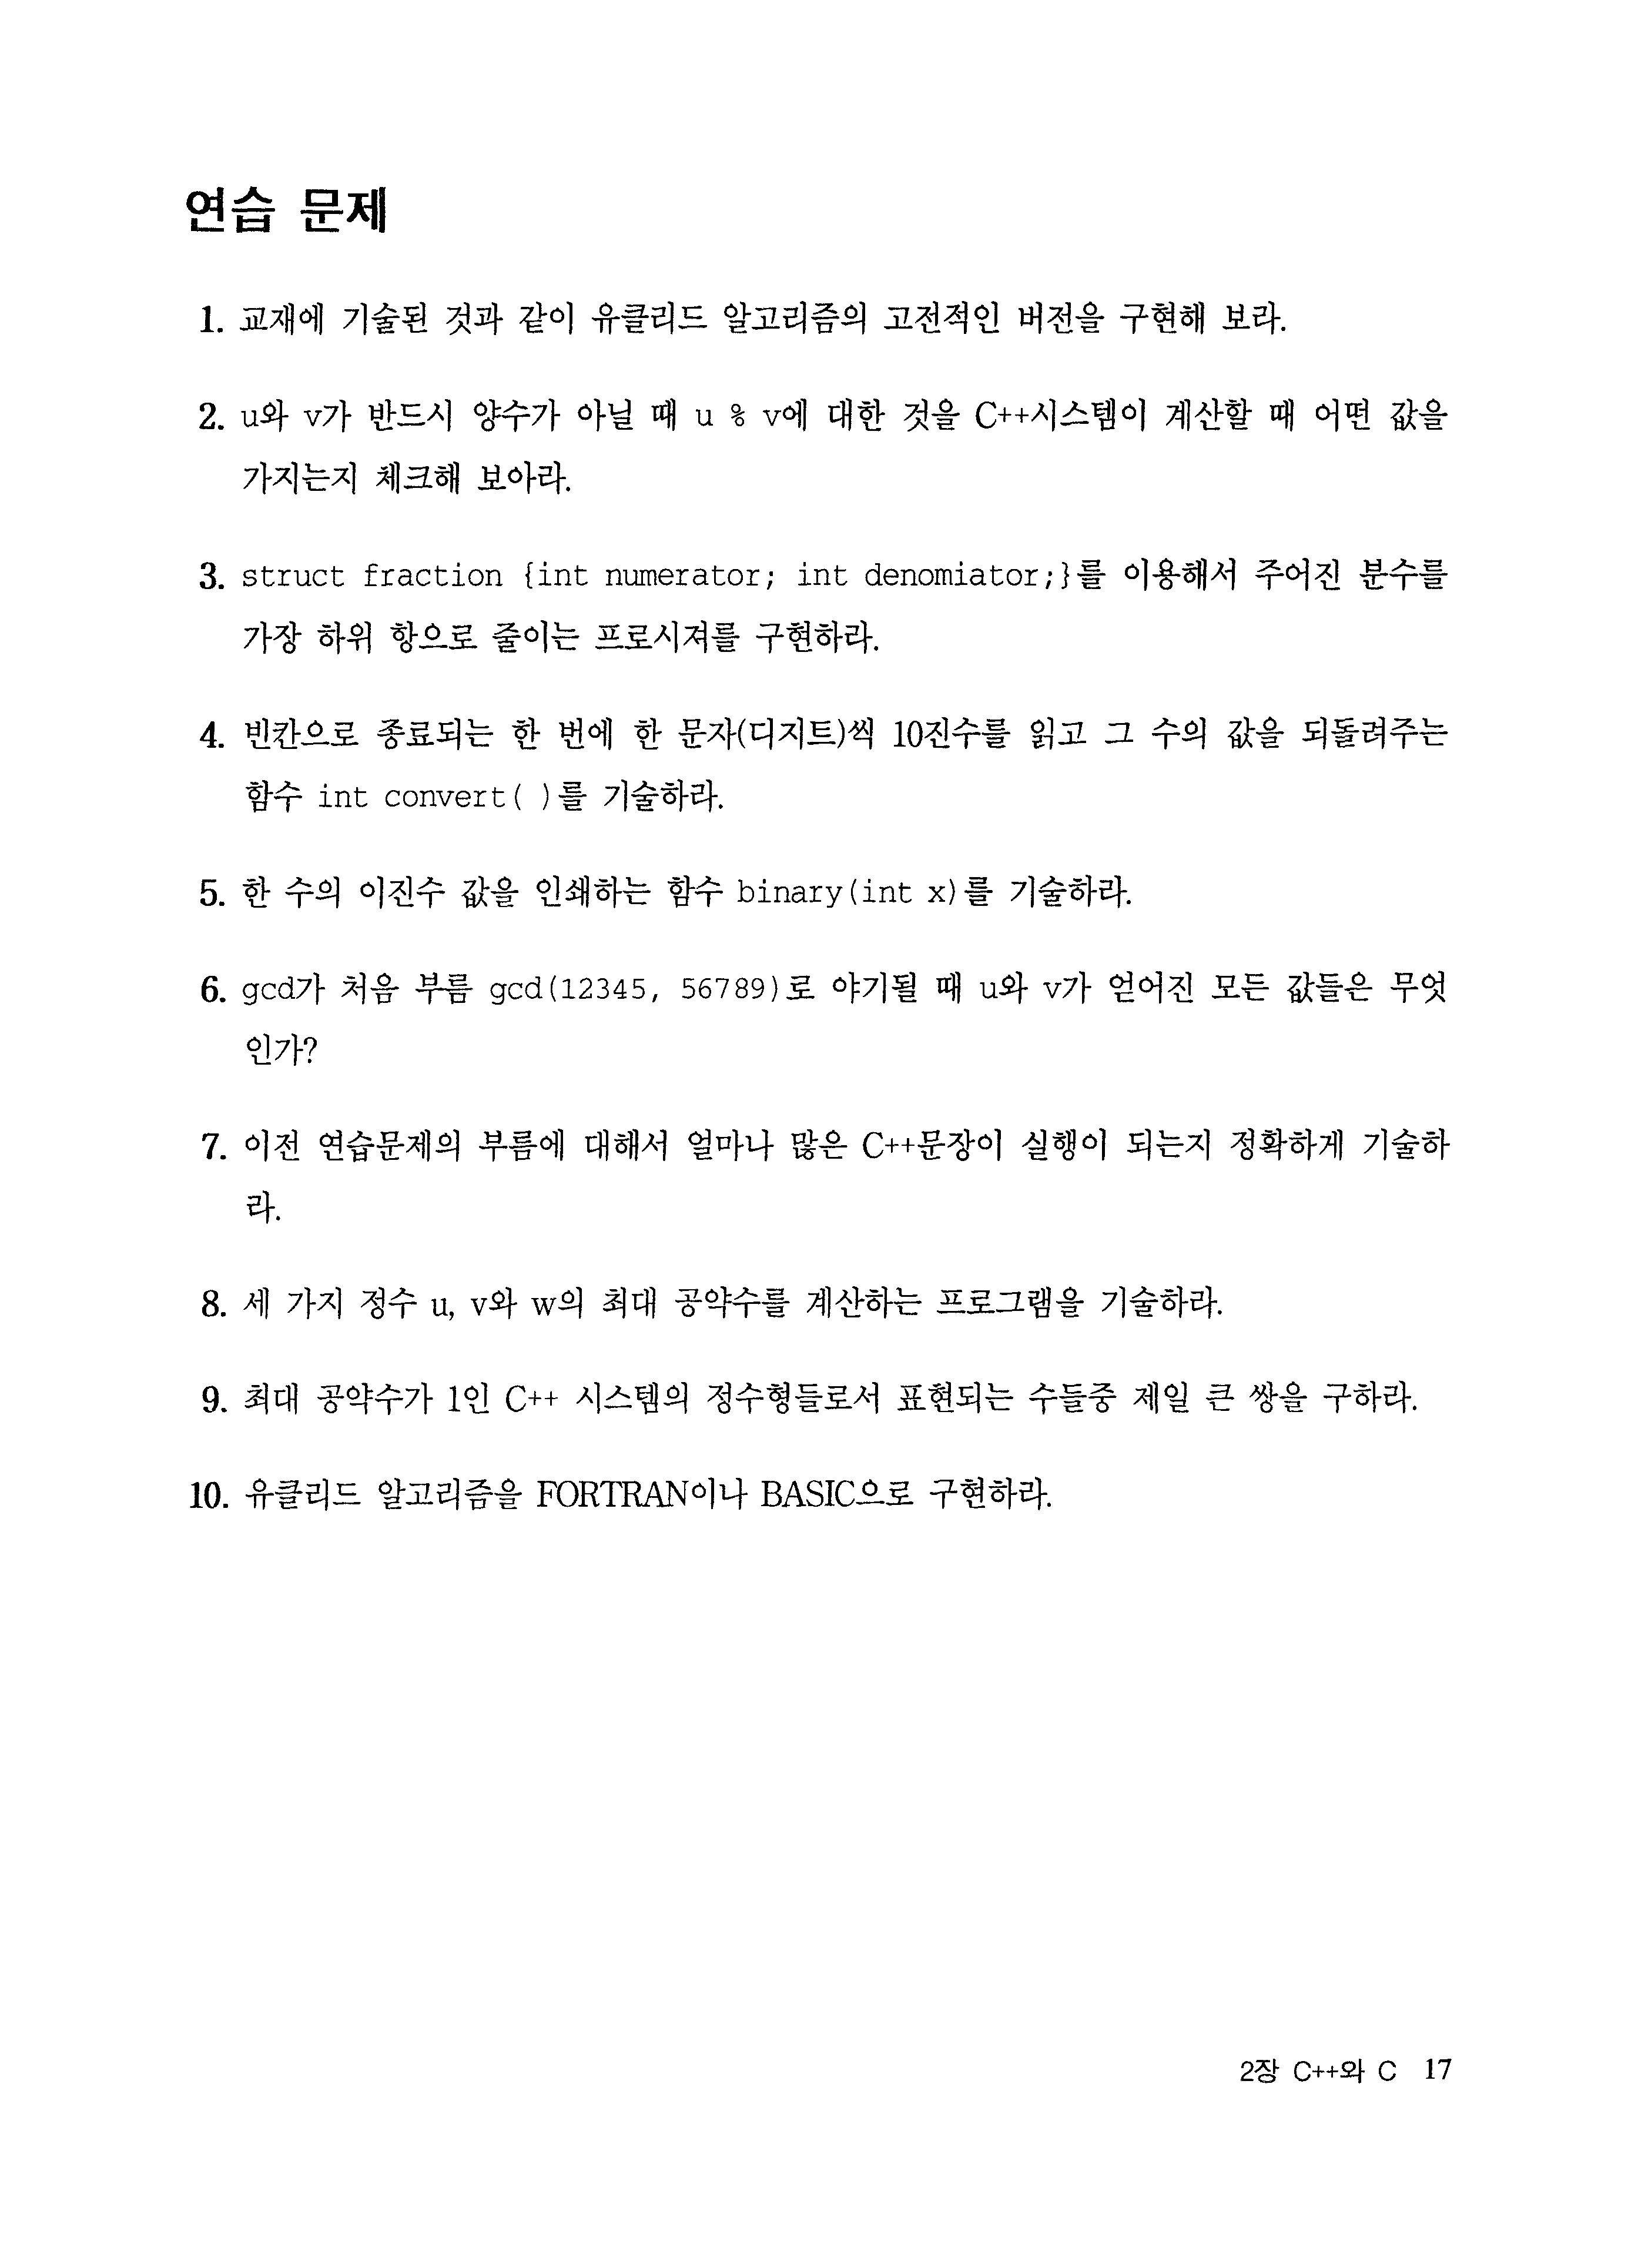 연습 문제
1. 교재에 기술된 것과 같이 유클리드 알고리즘의 고전적인 버전을 구현해 보라.
2. u와 v가 반드시 양수가 아닐 때 u % v에 대한 것을 C++시스템이 계산할 때 어떤 값을
가지는지 체크해 보아라.
3. struct fraction {int numerator; int denomiator;}를 이용해서 주어진 분수를
가장 하위 항으로 줄이는 프로시져를 구현하라.
4. 빈칸으로 종료되는 한 번에 한 문자(디지트)씩 10진수를 읽고 그 수의 값을 되돌려주는
함수 int convert( )를 기술하라.
5. 한 수의 이진수 값을 인쇄하는 함수 binary(int x)를 기술하라.
6. gcd가 처음 부름 gcd(12345, 56789)로 야기될 때 u와 v가 얻어진 모든 값들은 무엇
인가?
7. 이전 연습문제의 부름에 대해서 얼마나 많은 C++문장이 실행이 되는지 정확하게 기술하
라.
8. 세 가지 정수 u, v와 w의 최대 공약수를 계산하는 프로그램을 기술하라.
9. 최대 공약수가 1인 C++ 시스템의 정수형들로서 표현되는 수들중 제일 큰 쌍을 구하라.
10. 유클리드 알고리즘을 FORTRAN이나 BASIC으로 구현하라.
2장 C++와 C 17